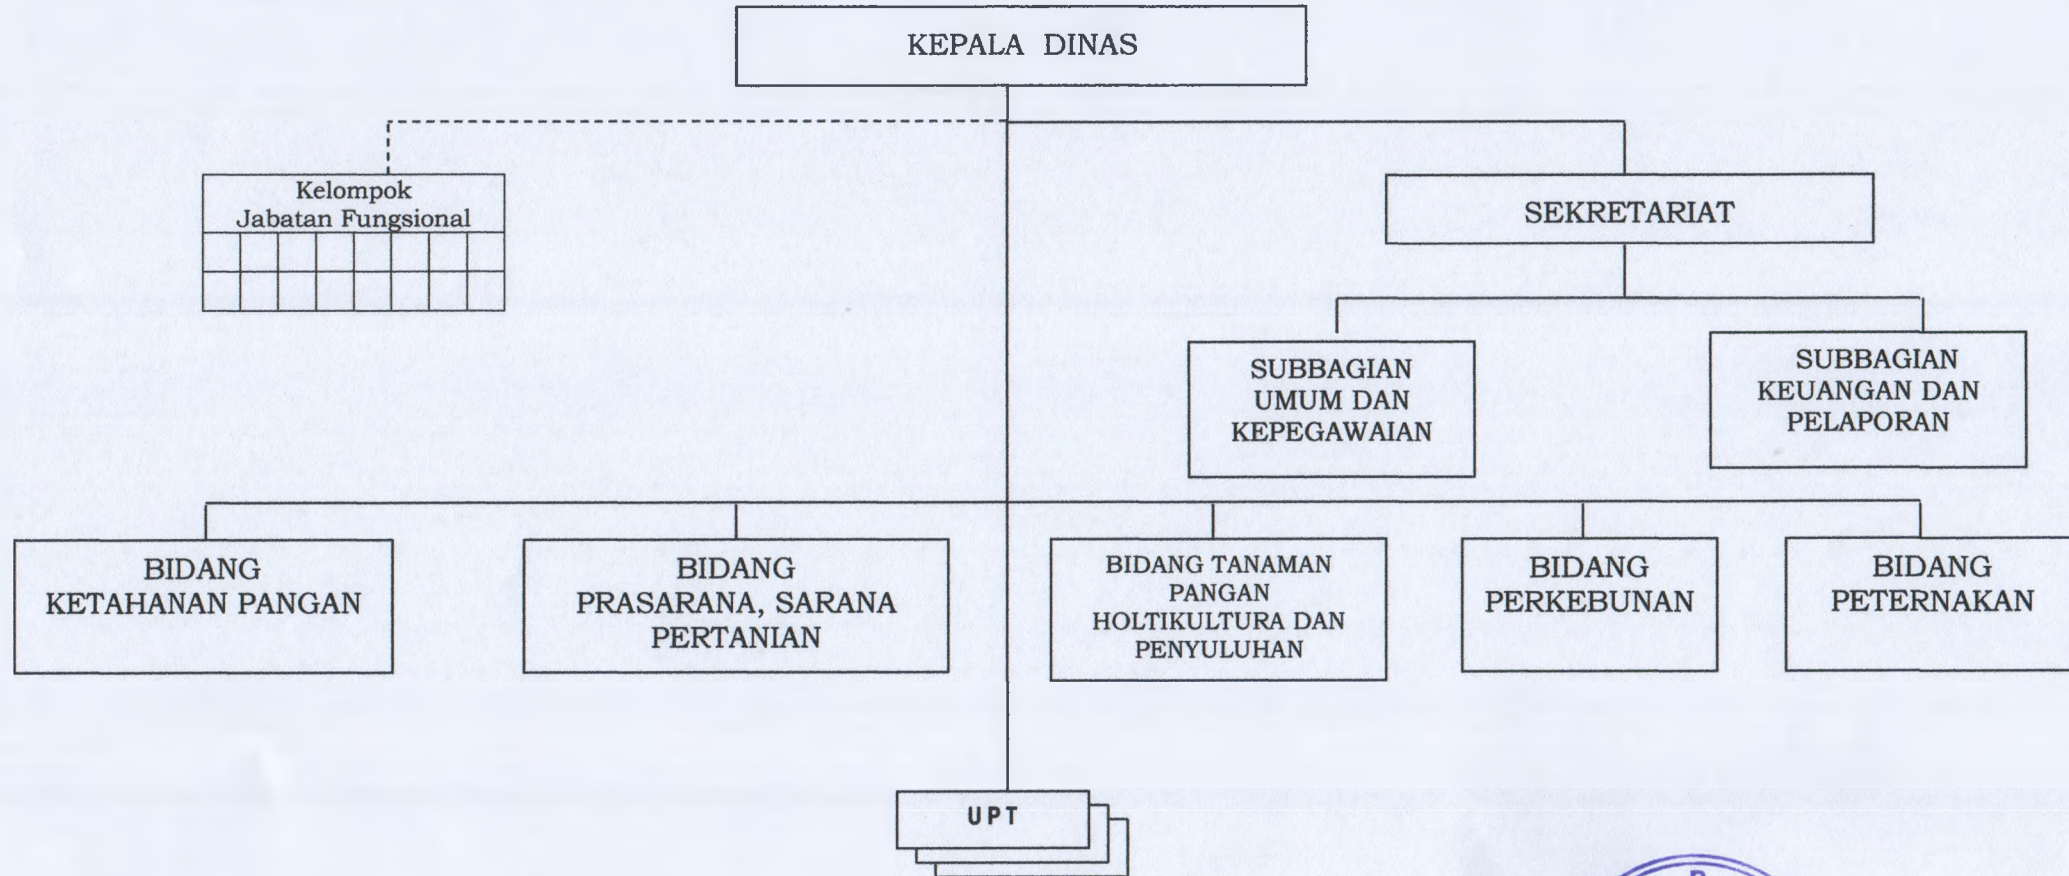 KEPALA DINAS
Kelompok
Jabatan Fungsional
SEKRETARIAT
SUBBAGIAN
UMUM DAN
KEPEGAWAIAN
SUBBAGIAN
KEUANGAN DAN
PELAPORAN
BIDANG
KETAHANAN PANGAN
BIDANG
PRASARANA, SARANA
PERTANIAN
BIDANG TANAMAN
PANGAN
HOLTIKULTURA DAN
PENYULUHAN
BIDANG
PERKEBUNAN
BIDANG
PETERNAKAN
UPT